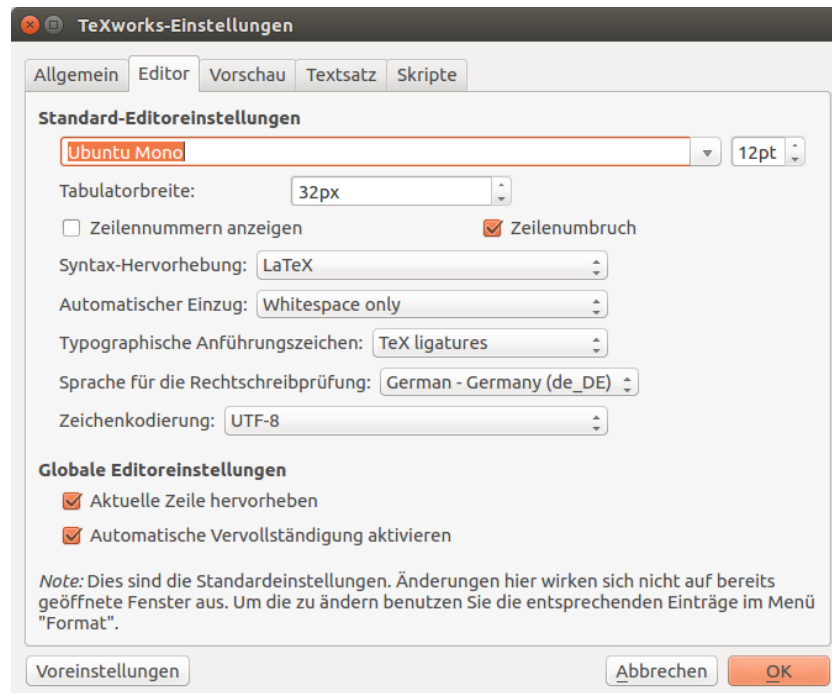 TeXworks-Einstellungen
Allgemein Editor Vorschau Textsatz Skripte
Standard-Editoreinstellungen
Ubuntu Mono 12pt
Tabulatorbreite: 32px
Zeilennummern anzeigen Zeilenumbruch
Syntax-Hervorhebung: LaTeX
Automatischer Einzug: Whitespace only
Typographische Anführungszeichen: TeX ligatures
Sprache für die Rechtschreibprüfung: German - Germany (de_DE)
Zeichenkodierung: UTF-8
Globale Editoreinstellungen
Aktuelle Zeile hervorheben
Automatische Vervollständigung aktivieren
Note: Dies sind die Standardeinstellungen. Änderungen hier wirken sich nicht auf bereits
geöffnete Fenster aus. Um die zu ändern benutzen Sie die entsprechenden Einträge im Menü
"Format".
Voreinstellungen Abbrechen OK